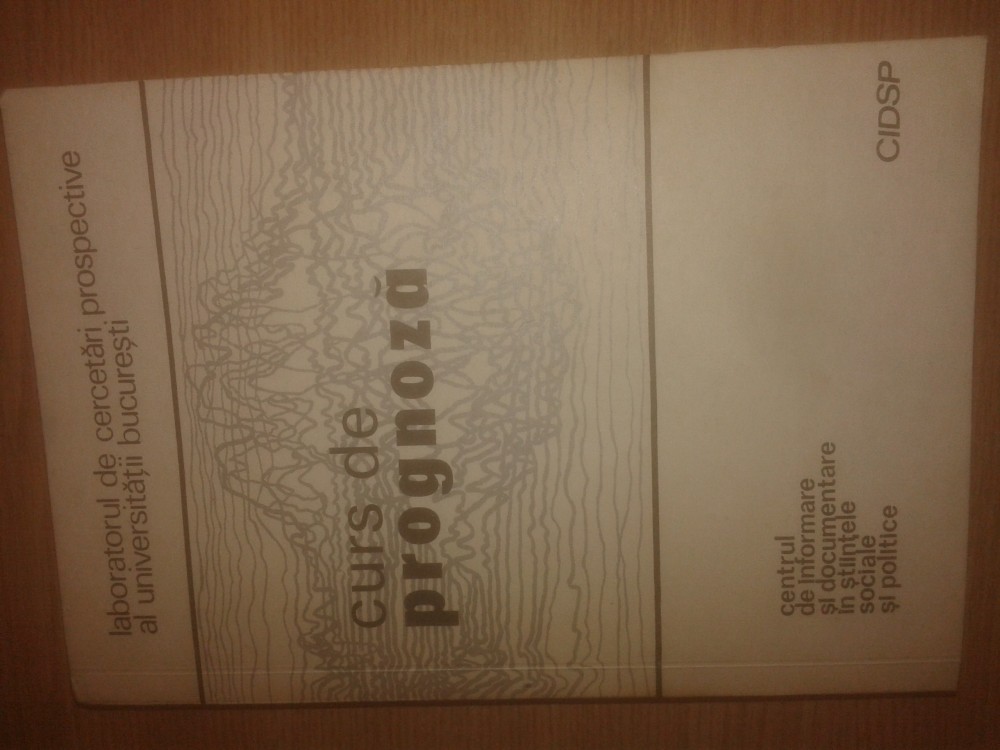 laboratorul de cercetări prospective
al universității bucurești
curs de
prognoză
centrul
de informare
și documentare
în științele
sociale
și politice
CIDSP